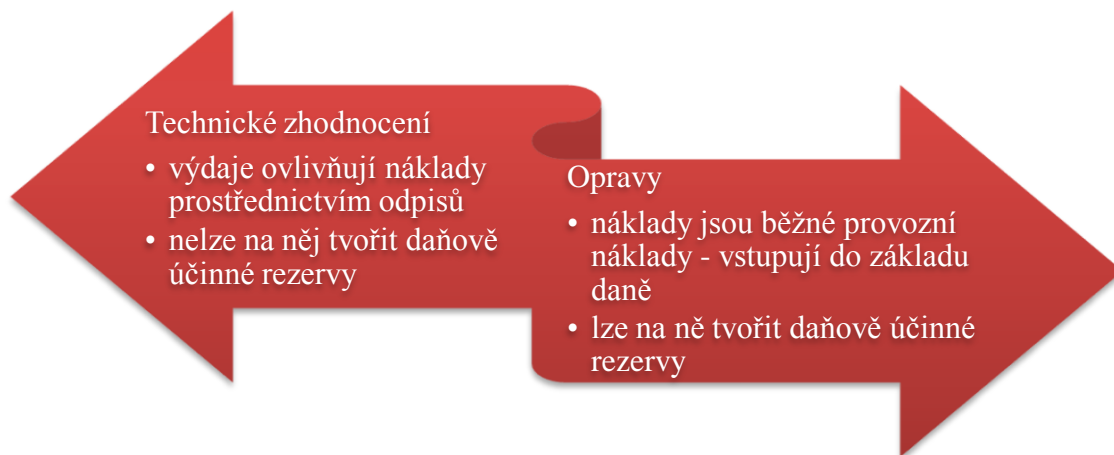 Technické zhodnocení
• výdaje ovlivňují náklady
prostřednictvím odpisů
• nelze na něj tvořit daňově
účinné rezervy
Opravy
• náklady jsou běžné provozní
náklady - vstupují do základu
daně
• lze na ně tvořit daňově účinné
rezervy